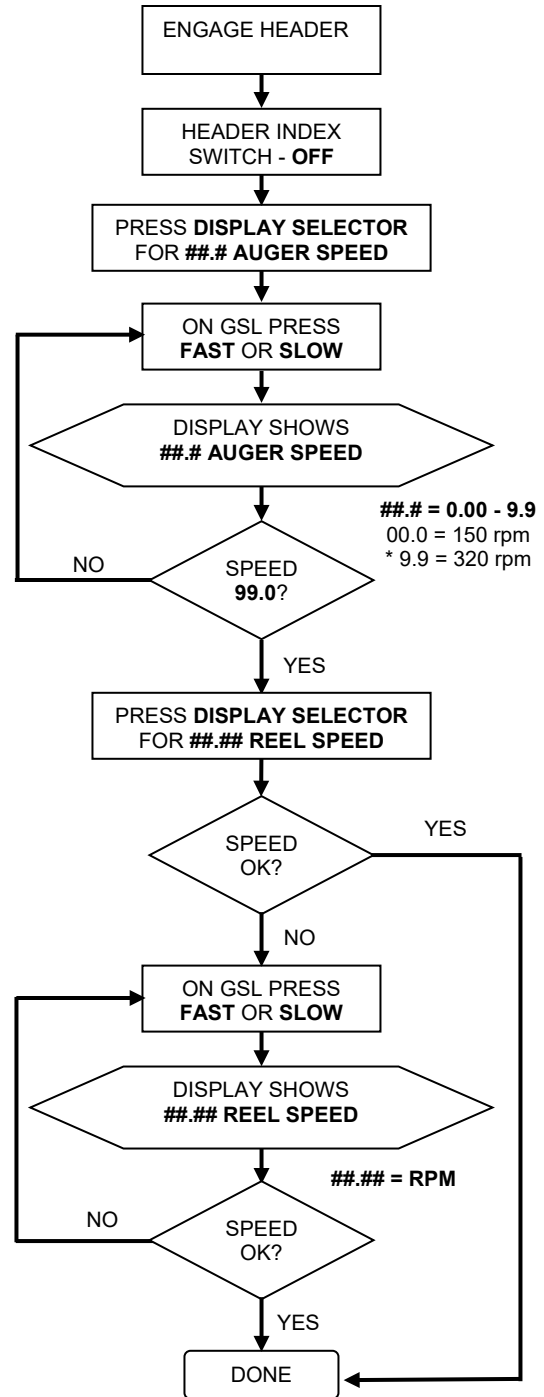 ENGAGE HEADER
HEADER INDEX
SWITCH - OFF
PRESS DISPLAY SELECTOR
FOR ##.# AUGER SPEED
ON GSL PRESS
FAST OR SLOW
DISPLAY SHOWS
##.# AUGER SPEED
##.# = 0.00 - 9.9
00.0 = 150 rpm
* 9.9 = 320 rpm
NO
SPEED
99.0?
YES
PRESS DISPLAY SELECTOR
FOR ##.## REEL SPEED
YES
SPEED
OK?
NO
ON GSL PRESS
FAST OR SLOW
DISPLAY SHOWS
##.## REEL SPEED
##.## = RPM
NO
SPEED
OK?
YES
DONE